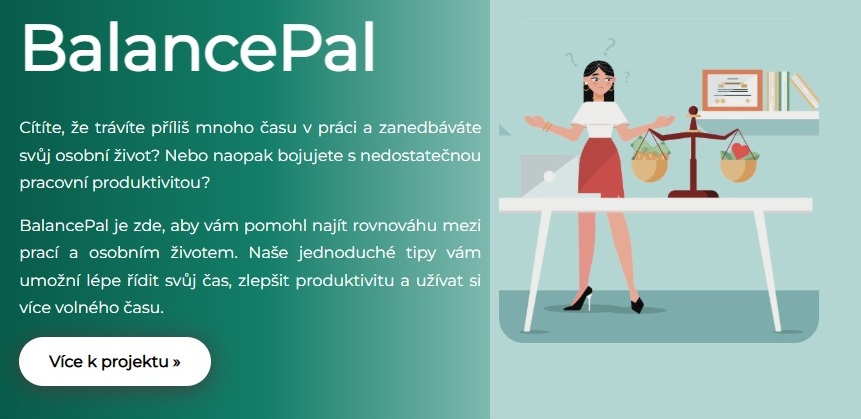 BalancePal
Cítíte, že trávíte příliš mnoho času v práci a zanedbáváte
svůj osobní život? Nebo naopak bojujete s nedostatečnou
pracovní produktivitou?
BalancePal je zde, aby vám pomohl najít rovnováhu mezi
prací a osobním životem. Naše jednoduché tipy vám
umožní lépe řídit svůj čas, zlepšit produktivitu a užívat si
více volného času.
Více k projektu »